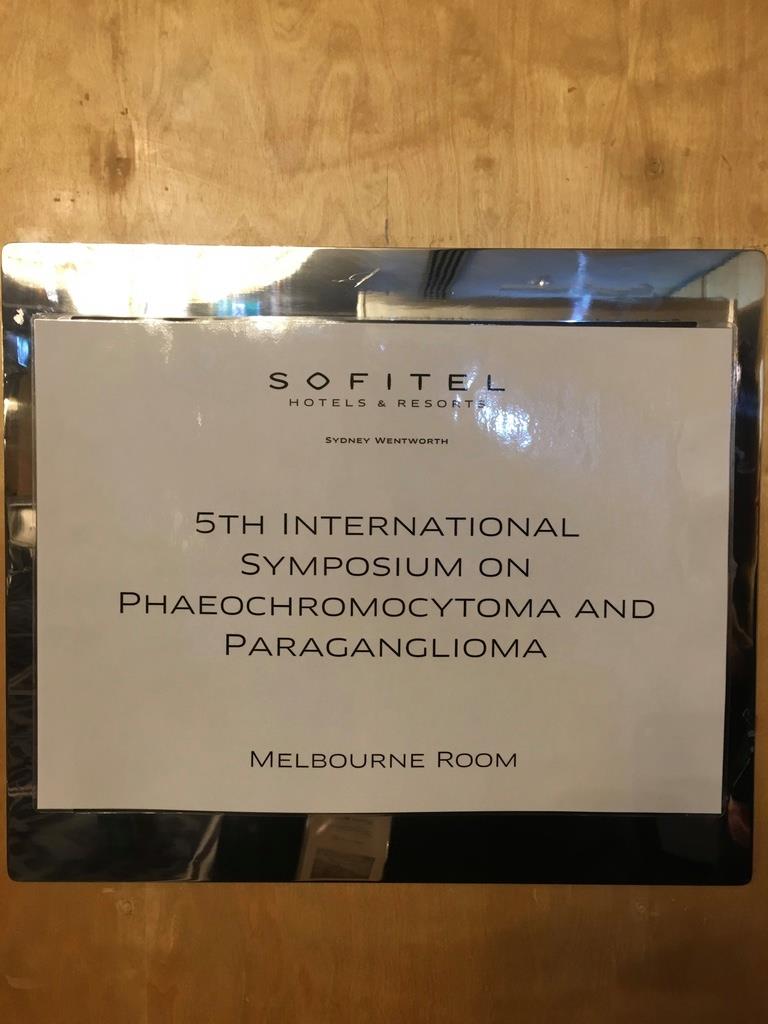 SOFITEL
HOTELS & RESORTS
SYDNEY WENTWORTH
5TH INTERNATIONAL
SYMPOSIUM ON
PHAEOCHROMOCYTOMA AND
PARAGANGLIOMA
MELBOURNE ROOM